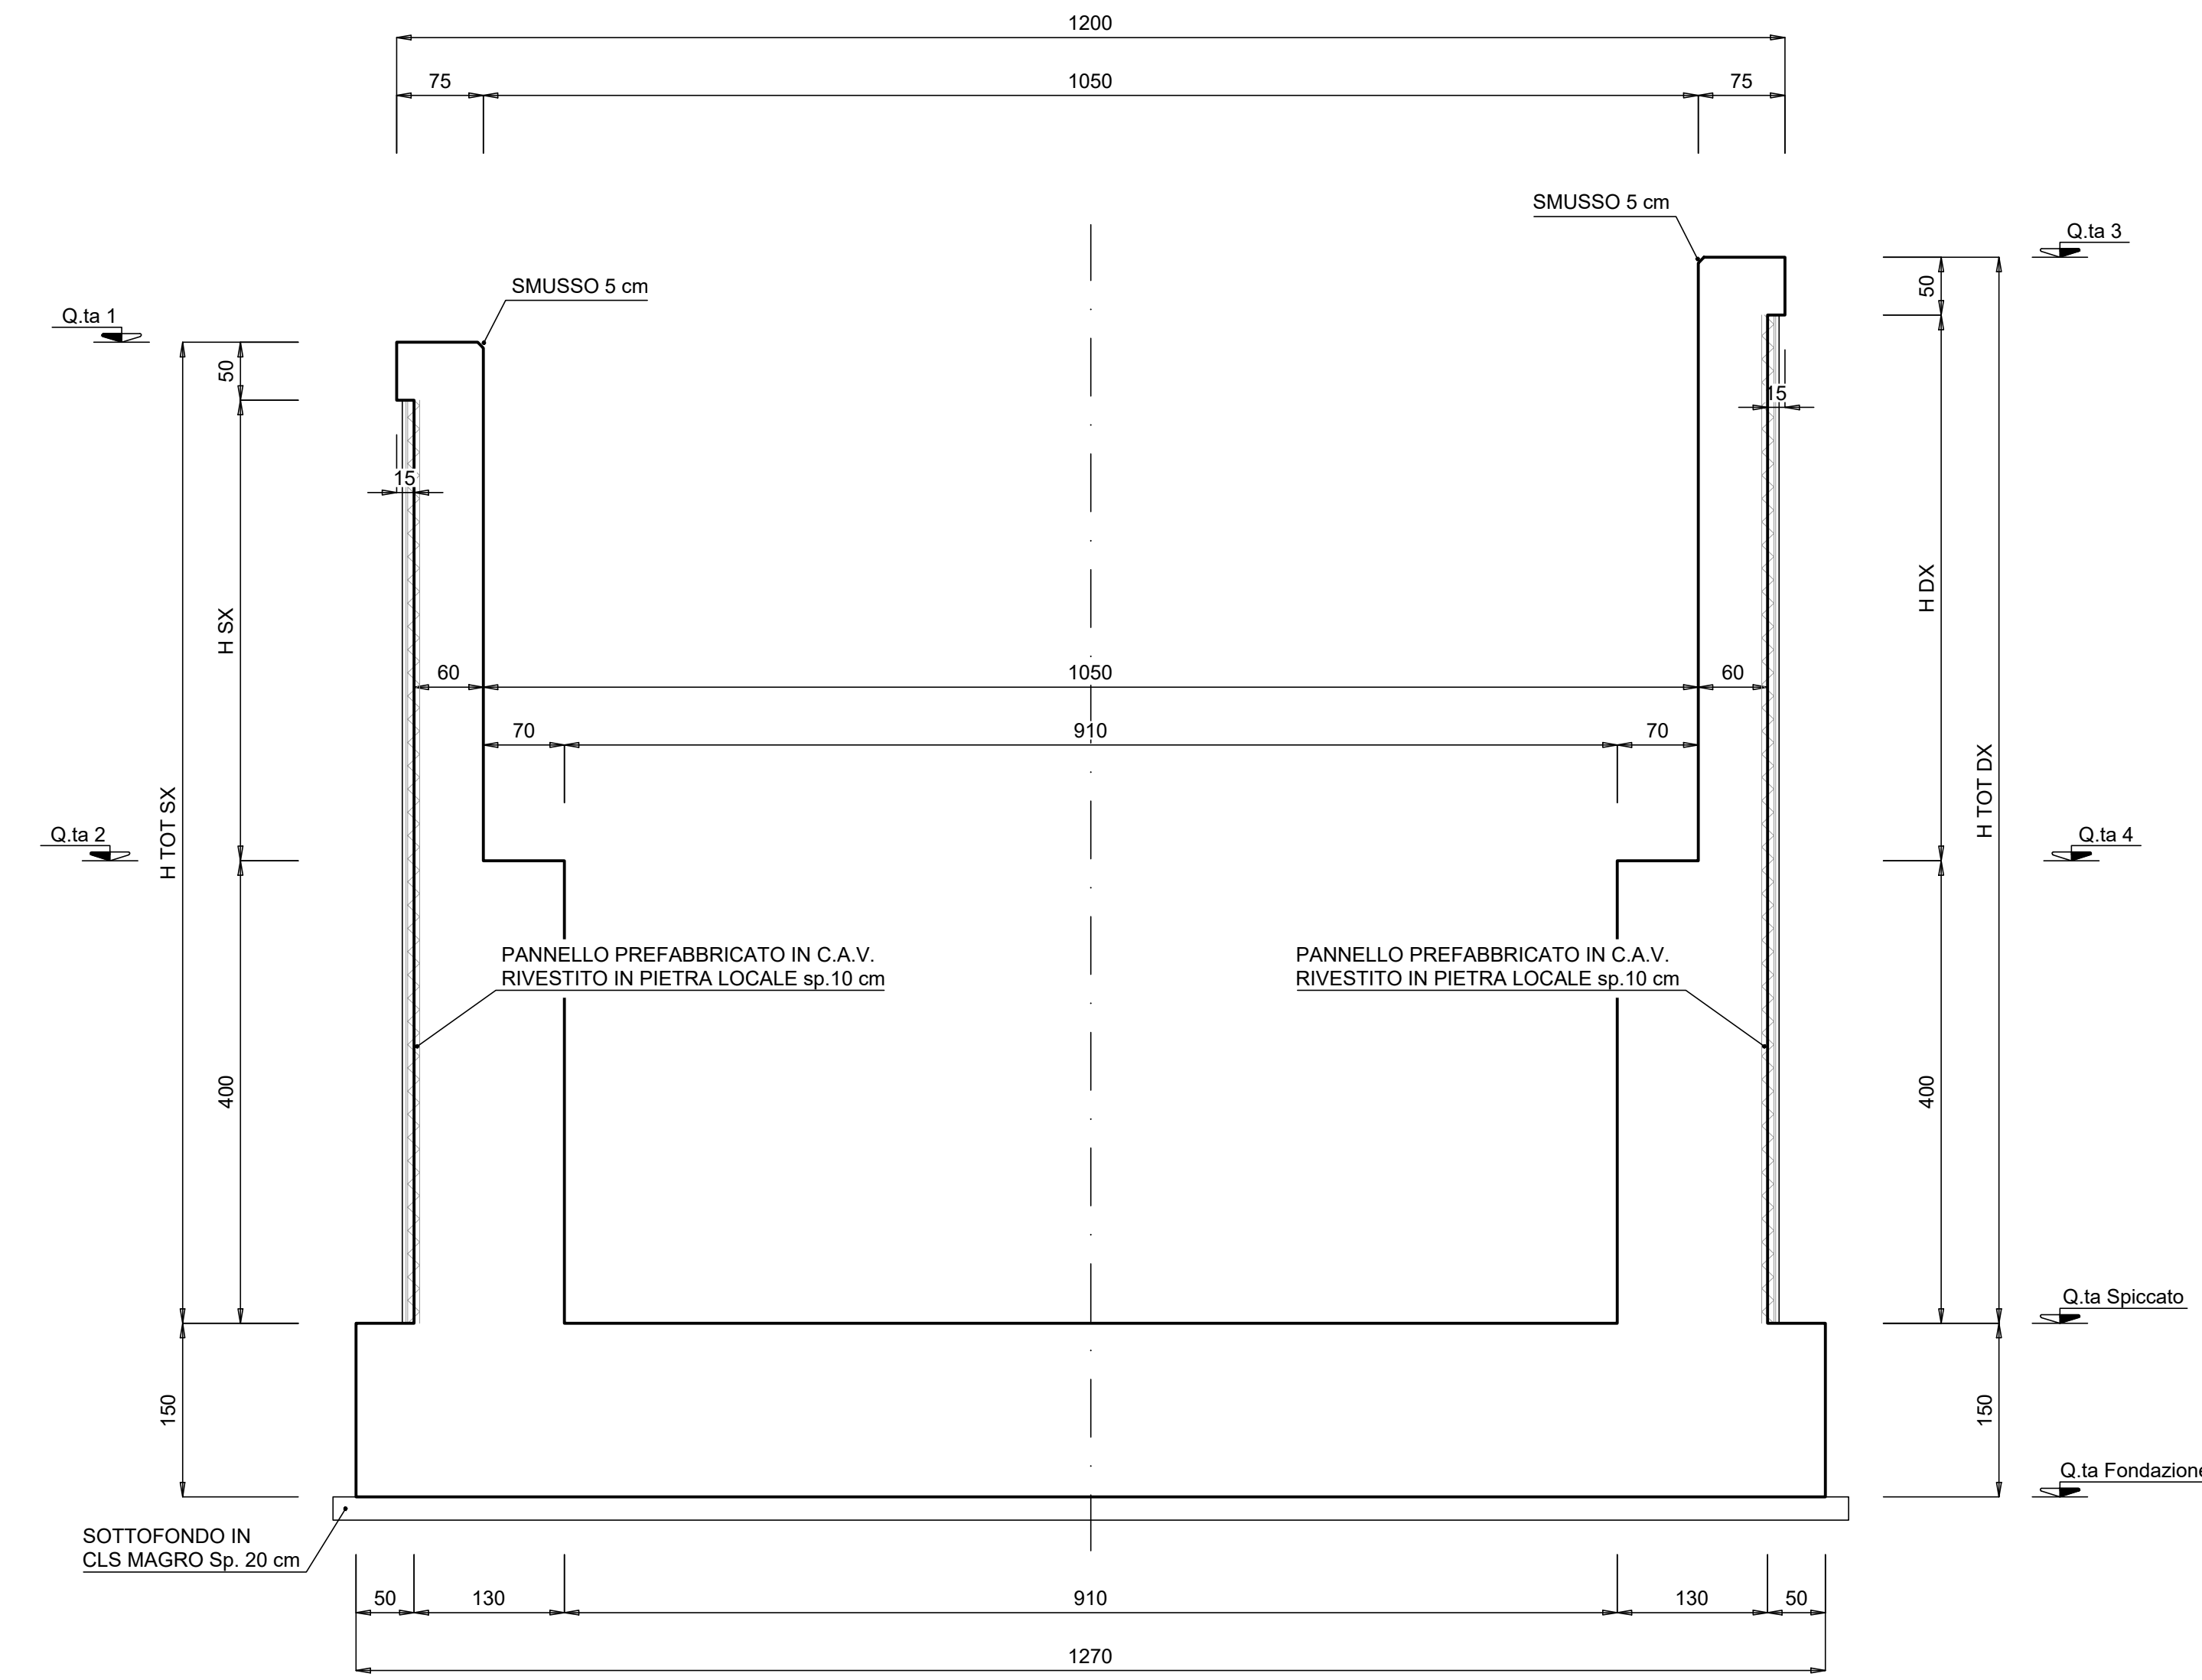 1200
75
1050
75
SMUSSO 5 cm
Q.ta 3
SMUSSO 5 cm
50
Q.ta 1
50
15
15
H SX
H DX
60
1050
60
70
910
70
H TOT SX
H TOT DX
Q.ta 2
Q.ta 4
PANNELLO PREFABBRICATO IN C.A.V.
RIVESTITO IN PIETRA LOCALE sp.10 cm
PANNELLO PREFABBRICATO IN C.A.V.
RIVESTITO IN PIETRA LOCALE sp.10 cm
400
400
Q.ta Spiccato
150
150
Q.ta Fondazione
SOTTOFONDO IN
CLS MAGRO Sp. 20 cm
50
130
910
130
50
1270